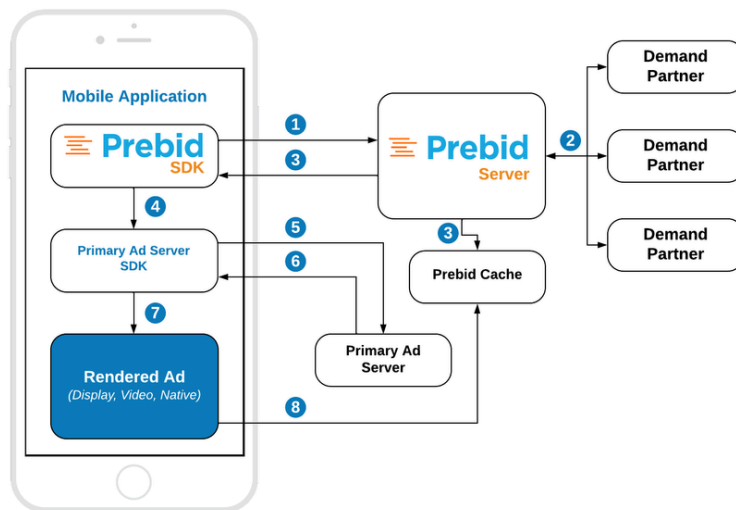 Mobile Application
Prebid
SDK
1
3
Prebid
Server
2
Demand
Partner
Demand
Partner
Demand
Partner
4
Primary Ad Server
SDK
5
6
3
Prebid Cache
7
Primary Ad
Server
Rendered Ad
(Display, Video, Native)
8